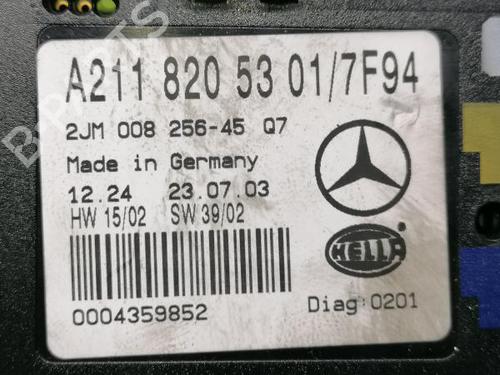 A211 820 53 01/7F94
2JM 008 256-45 Q7
Made in Germany
12.24 23.07.03
HW 15/02 SW 39/02
HELLA
0004359852
Diag:0201
B-PARTS